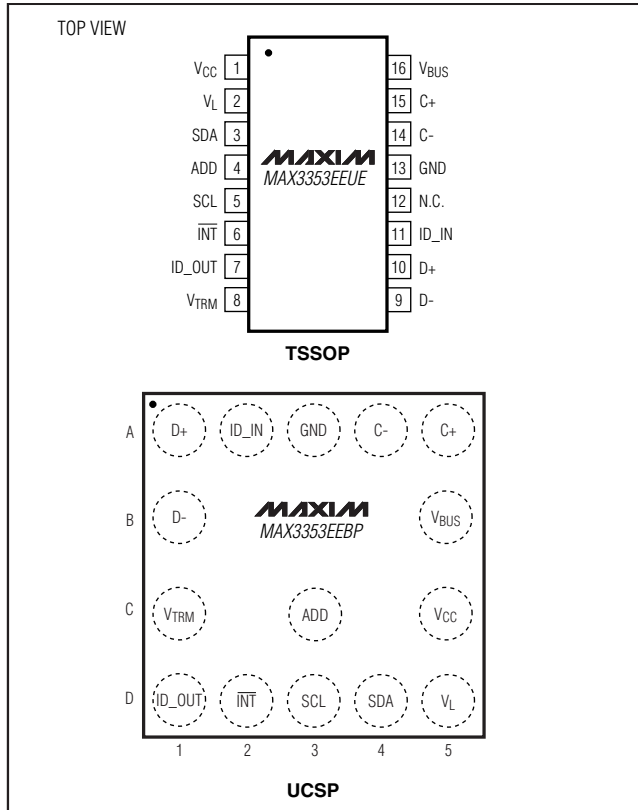 TOP VIEW
VCC 1 16 VBUS
VL 2 15 C+
SDA 3 14 C-
MAXIM
ADD 4 13 GND
MAX3353EEUE
SCL 5 12 N.C.
INT 6 11 ID_IN
ID_OUT 7 10 D+
VTRM 8 9 D-
TSSOP
A D+ ID_IN GND C- C+
MAXIM
B D- VBUS
MAX3353EEBP
C VTRM ADD VCC
D ID_OUT INT SCL SDA VL
1 2 3 4 5
UCSP